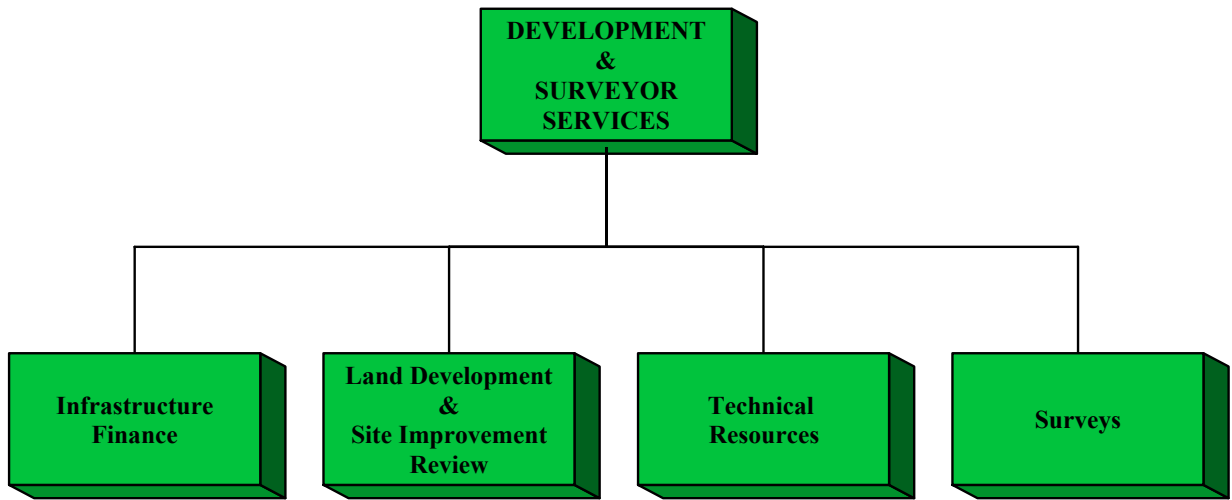 DEVELOPMENT
&
SURVEYOR
SERVICES
Infrastructure
Finance
Land Development
&
Site Improvement
Review
Technical
Resources
Surveys